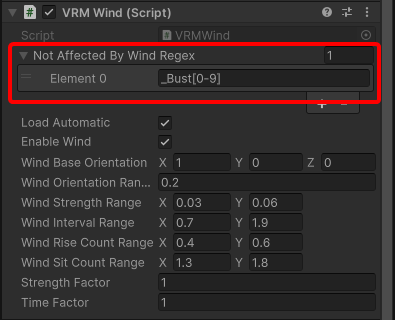 VRM Wind (Script)
Script VRMWind
Not Affected By Wind Regex 1
Element 0 _Bust[0-9]
Load Automatic
Enable Wind
Wind Base Orientation X 1 Y 0 Z 0
Wind Orientation Ran... 0.2
Wind Strength Range X 0.03 Y 0.06
Wind Interval Range X 0.7 Y 1.9
Wind Rise Count Range X 0.4 Y 0.6
Wind Sit Count Range X 1.3 Y 1.8
Strength Factor 1
Time Factor 1